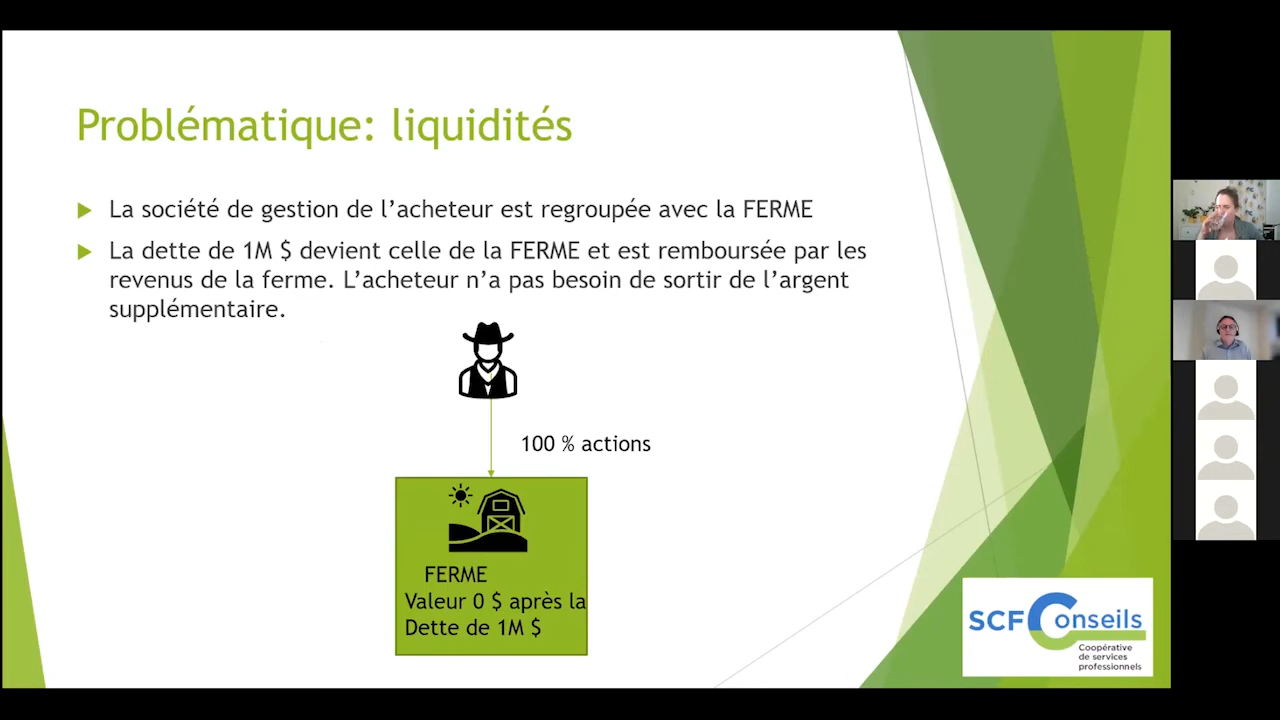 Problématique: liquidités
La société de gestion de l’acheteur est regroupée avec la FERME
La dette de 1M $ devient celle de la FERME et est remboursée par les
revenus de la ferme. L’acheteur n’a pas besoin de sortir de l’argent
supplémentaire.
100 % actions
FERME
Valeur 0 $ après la
Dette de 1M $
SCF Conseils
Coopérative
de services
professionnels